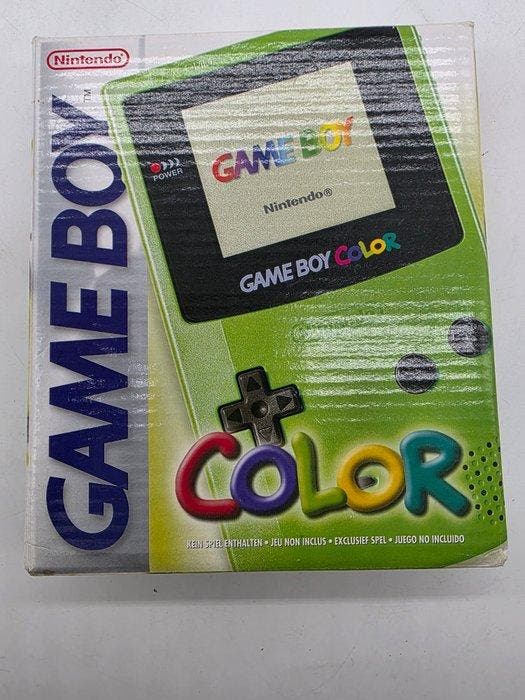 Nintendo®
GAME BOY™
POWER
GAME BOY
Nintendo®
GAME BOY COLOR
COLOR
KEIN SPIEL ENTHALTEN • JEU NON INCLUS • EXCLUSIEF SPEL • JUEGO NO INCLUIDO